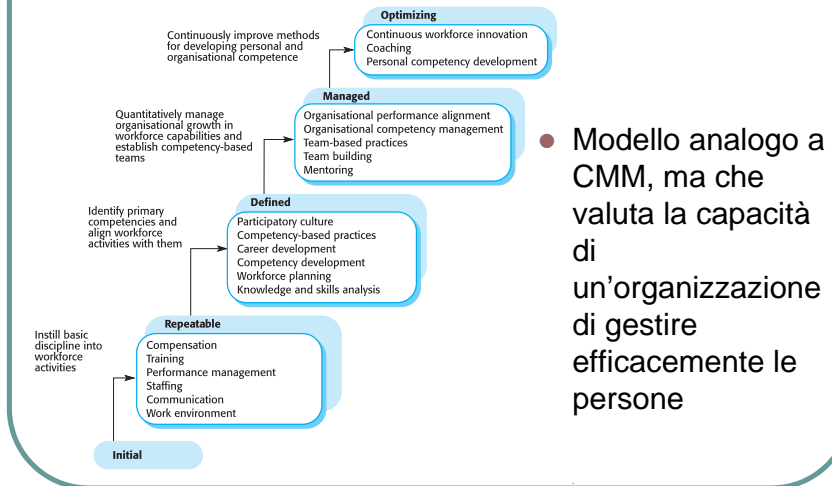 Optimizing
Continuously improve methods
for developing personal and
organisational competence
Continuous workforce innovation
Coaching
Personal competency development
Managed
Quantitatively manage
organisational growth in
workforce capabilities and
establish competency-based
teams
Organisational performance alignment
Organisational competency management
Team-based practices
Team building
Mentoring
Defined
Identify primary
competencies and
align workforce
activities with them
Participatory culture
Competency-based practices
Career development
Competency development
Workforce planning
Knowledge and skills analysis
Repeatable
Instill basic
discipline into
workforce
activities
Compensation
Training
Performance management
Staffing
Communication
Work environment
Initial
● Modello analogo a
CMM, ma che
valuta la capacità
di
un’organizzazione
di gestire
efficacemente le
persone